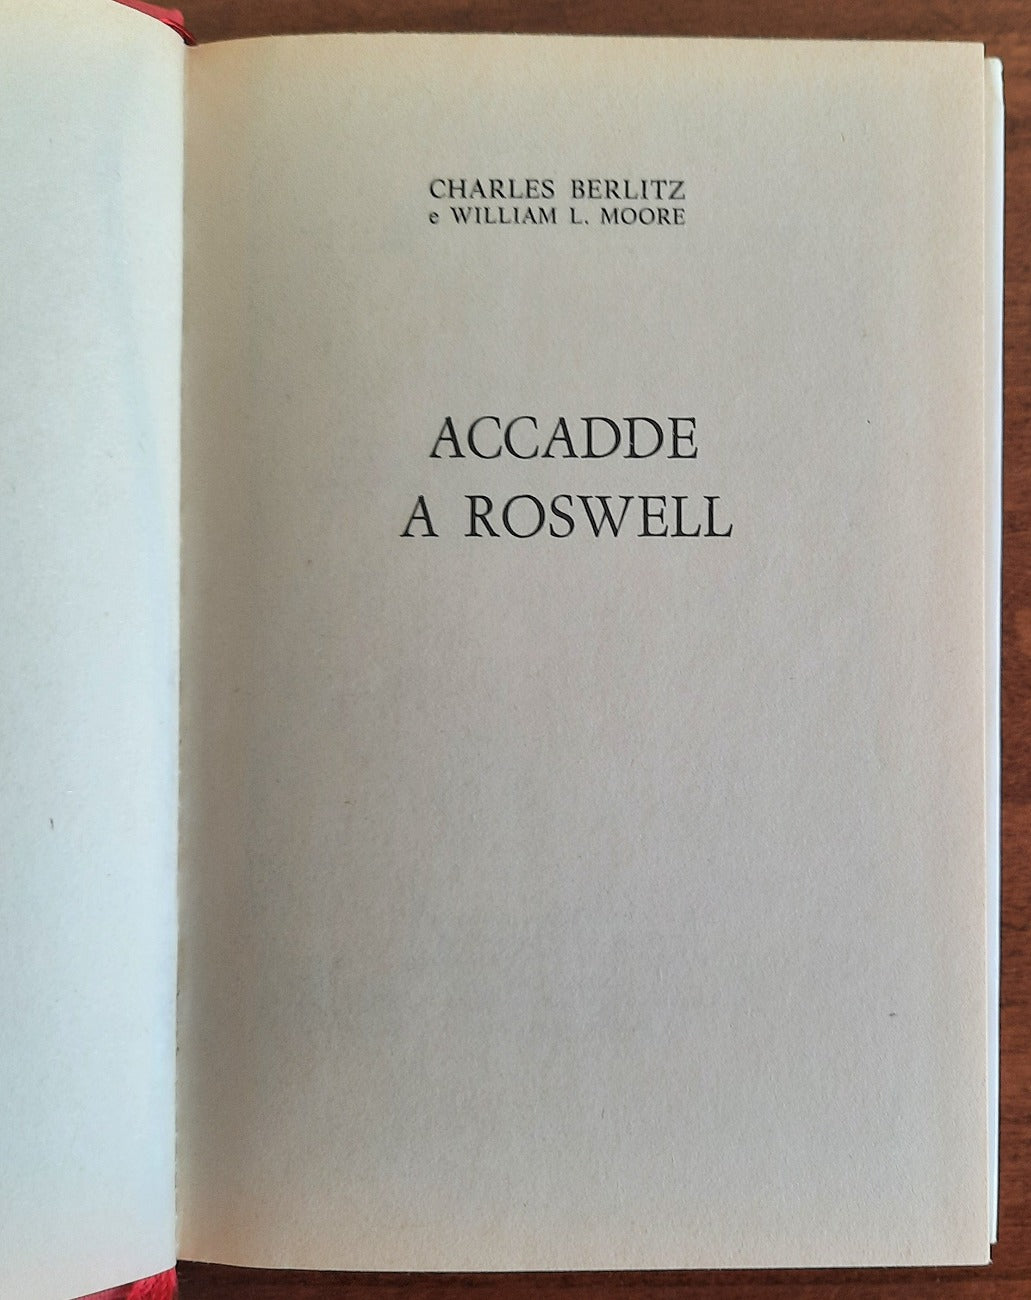 CHARLES BERLITZ
e WILLIAM L. MOORE
ACCADDE
A ROSWELL